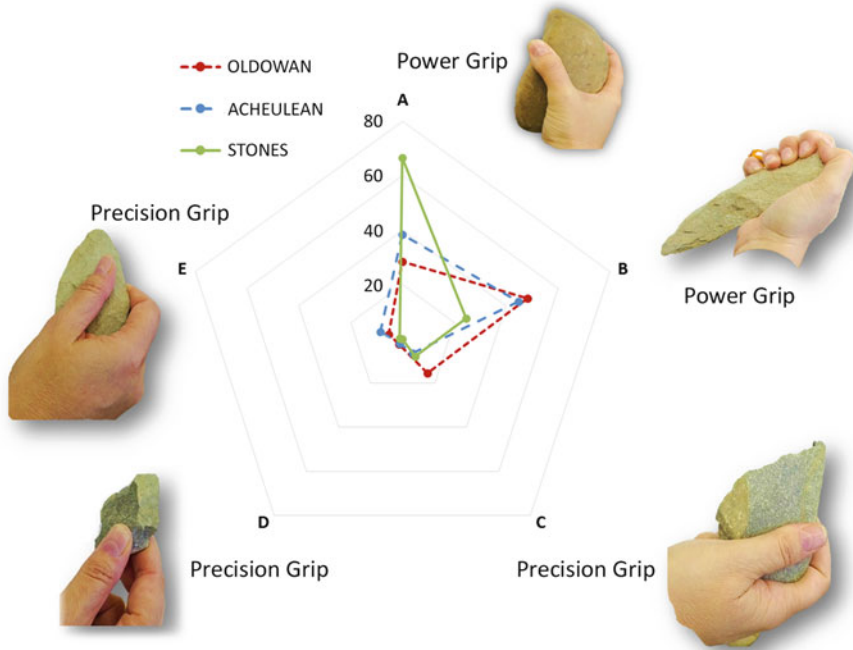 OLDOWAN
ACHEULEAN
STONES
Power Grip
A
80
60
40
20
Precision Grip
E
B
Power Grip
D
C
Precision Grip
Precision Grip